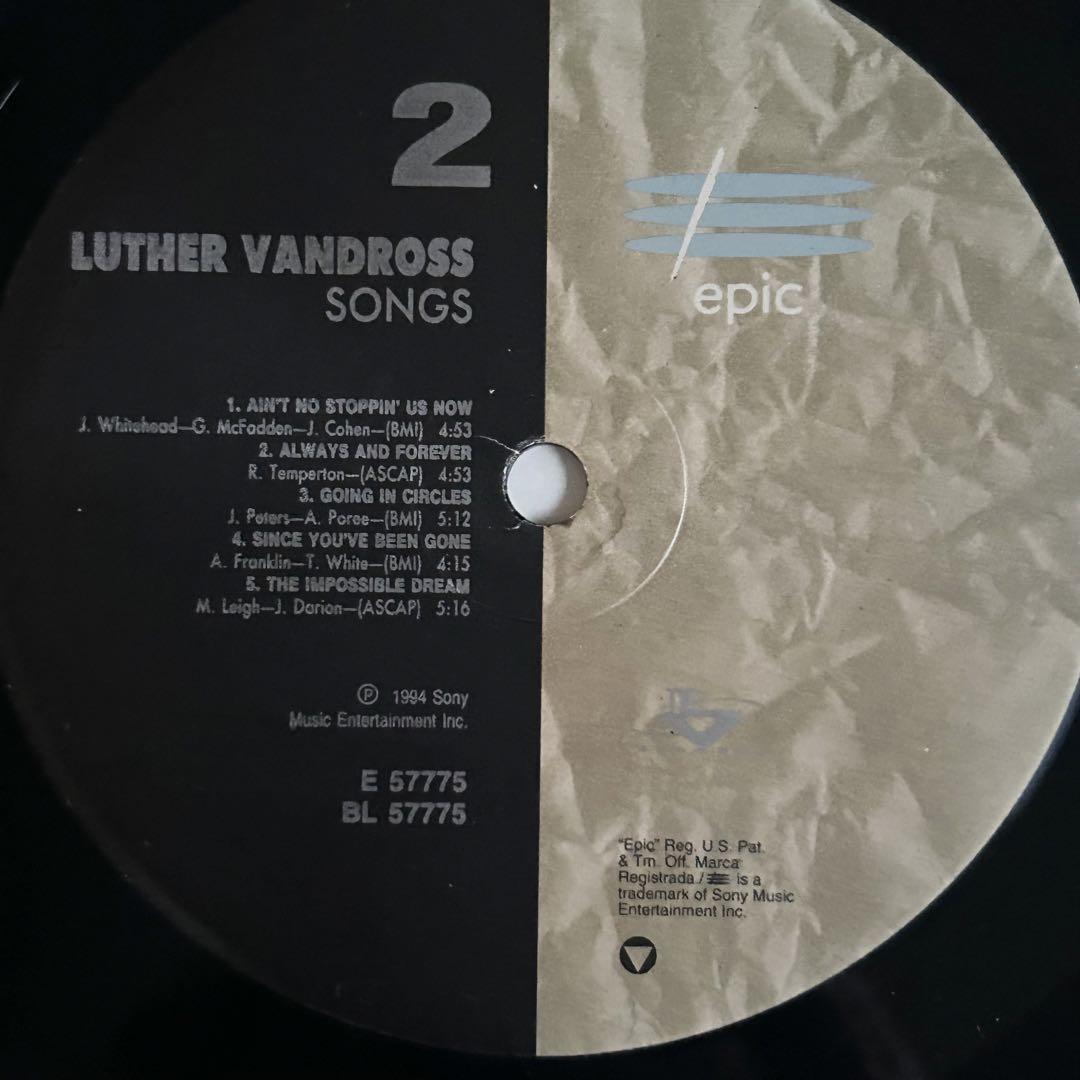 2
LUTHER VANDROSS
SONGS
1. AIN'T NO STOPPIN' US NOW
J. Whitehead—G. McFadden—J. Cohen—(BMI) 4:53
2. ALWAYS AND FOREVER
R. Temperton—(ASCAP) 4:53
3. GOING IN CIRCLES
J. Peters—A. Poree—(BMI) 5:12
4. SINCE YOU'VE BEEN GONE
A. Franklin—T. White—(BMI) 4:15
5. THE IMPOSSIBLE DREAM
M. Leigh—J. Darion—(ASCAP) 5:16
Ⓟ 1994 Sony
Music Entertainment Inc.
E 57775
BL 57775
epic
"Epic" Reg. U.S. Pat.
& Tm. Off. Marca
Registrada/ is a
trademark of Sony Music
Entertainment Inc.